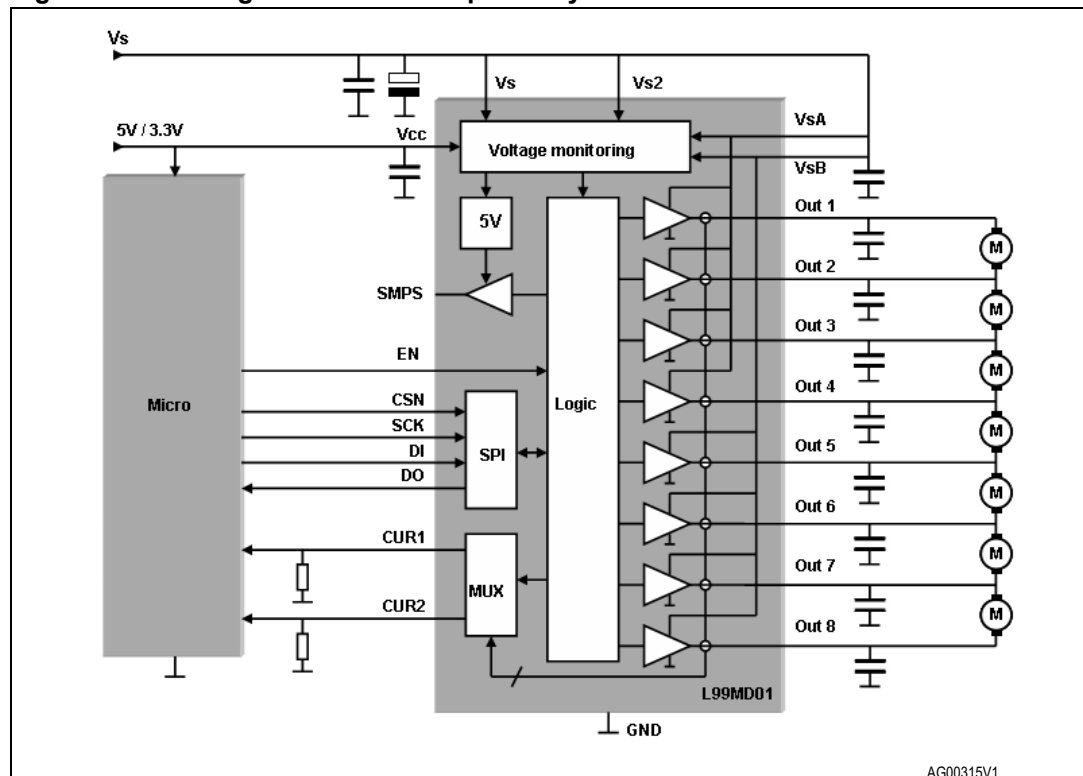 Vs
Vs
Vs2
5V / 3.3V
Vcc
Voltage monitoring
VsA
VsB
5V
Out 1
M
Out 2
SMPS
M
Out 3
EN
M
Out 4
Micro
CSN
Logic
M
SCK
SPI
Out 5
DI
DO
M
Out 6
CUR1
M
Out 7
MUX
CUR2
M
Out 8
L99MD01
GND
AG00315V1